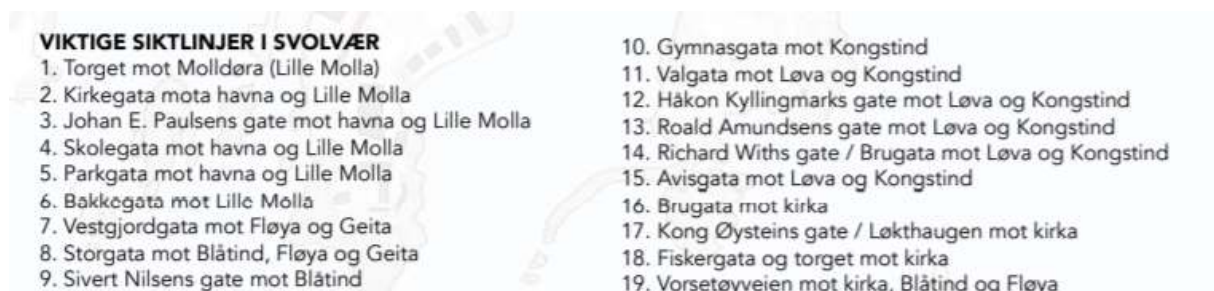 VIKTIGE SIKTLINJER I SVOLVÆR
1. Torget mot Molldøra (Lille Molla)
2. Kirkegata mota havna og Lille Molla
3. Johan E. Paulsens gate mot havna og Lille Molla
4. Skolegata mot havna og Lille Molla
5. Parkgata mot havna og Lille Molla
6. Bakkegata mot Lille Molla
7. Vestgjordgata mot Fløya og Geita
8. Storgata mot Blåtind, Fløya og Geita
9. Sivert Nilsens gate mot Blåtind
10. Gymnasgata mot Kongstind
11. Valgata mot Løva og Kongstind
12. Håkon Kyllingmarks gate mot Løva og Kongstind
13. Roald Amundsens gate mot Løva og Kongstind
14. Richard Withs gate / Brugata mot Løva og Kongstind
15. Avisgata mot Løva og Kongstind
16. Brugata mot kirka
17. Kong Øysteins gate / Løkthaugen mot kirka
18. Fiskergata og torget mot kirka
19. Vorsetøyveien mot kirka, Blåtind og Fløya